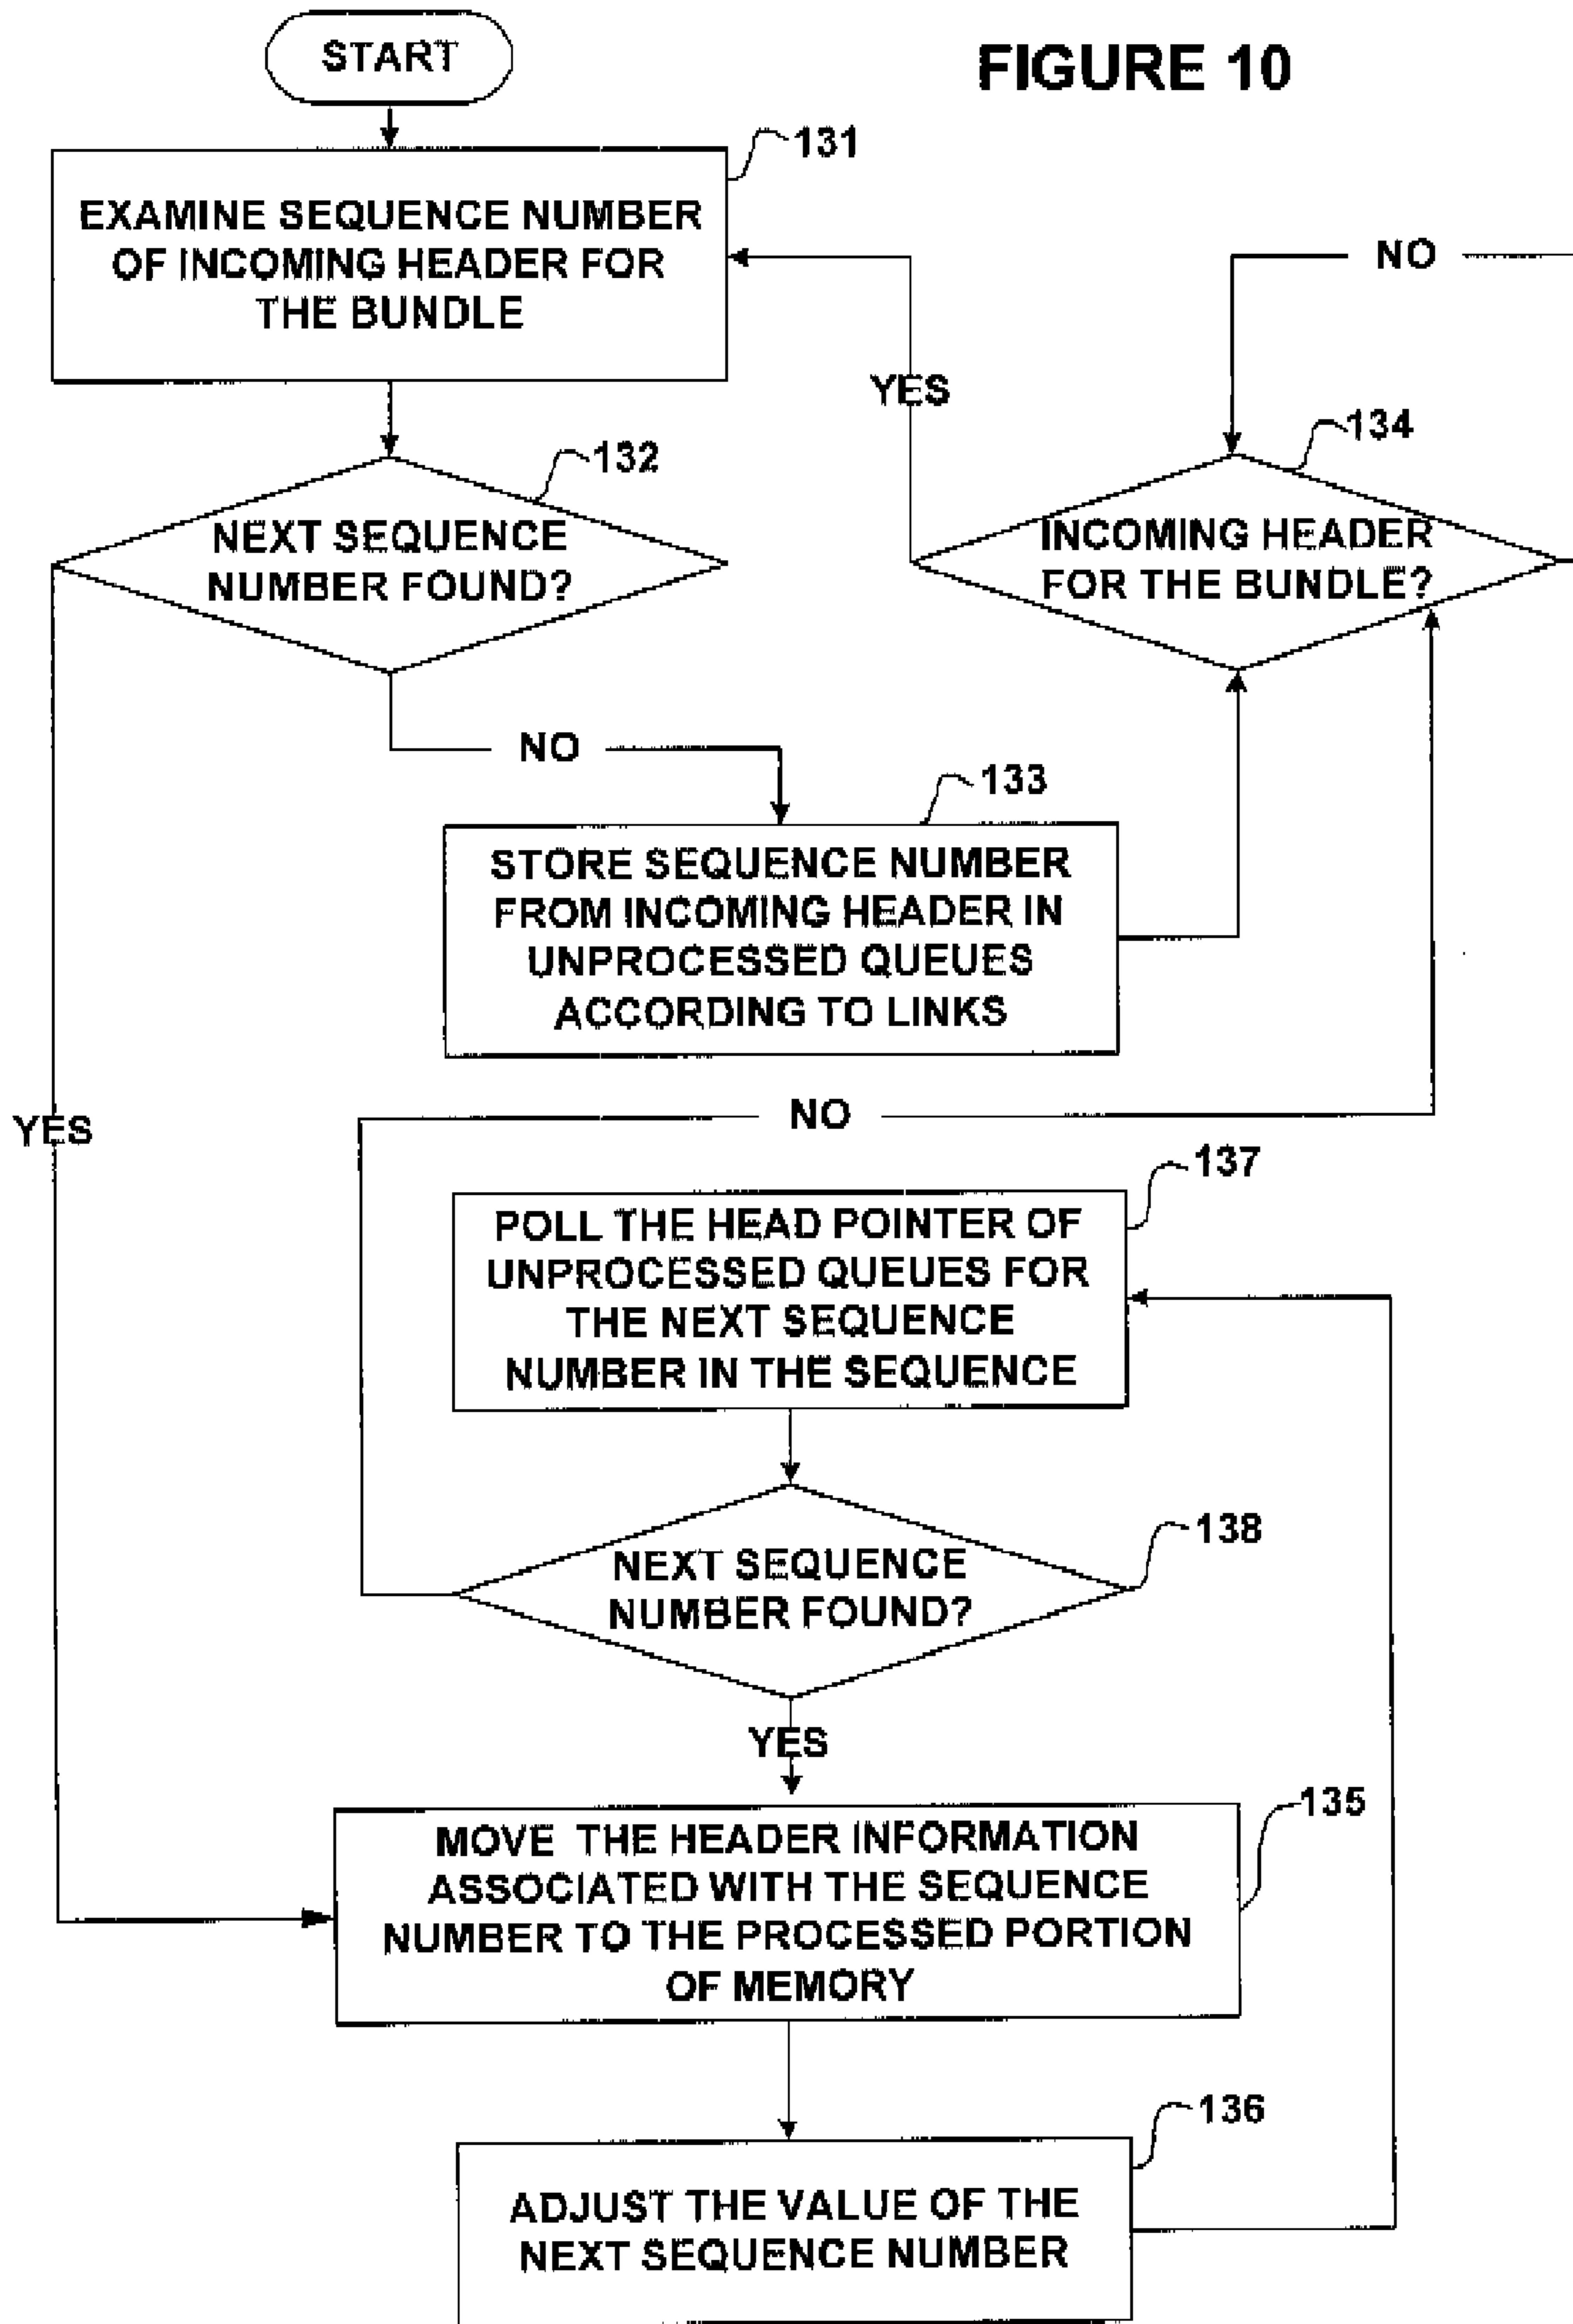 START
FIGURE 10
131
EXAMINE SEQUENCE NUMBER
OF INCOMING HEADER FOR
THE BUNDLE
NO
YES
132
134
NEXT SEQUENCE
NUMBER FOUND?
INCOMING HEADER
FOR THE BUNDLE?
NO
133
STORE SEQUENCE NUMBER
FROM INCOMING HEADER IN
UNPROCESSED QUEUES
ACCORDING TO LINKS
YES
NO
137
POLL THE HEAD POINTER OF
UNPROCESSED QUEUES FOR
THE NEXT SEQUENCE
NUMBER IN THE SEQUENCE
138
NEXT SEQUENCE
NUMBER FOUND?
YES
135
MOVE THE HEADER INFORMATION
ASSOCIATED WITH THE SEQUENCE
NUMBER TO THE PROCESSED PORTION
OF MEMORY
136
ADJUST THE VALUE OF THE
NEXT SEQUENCE NUMBER